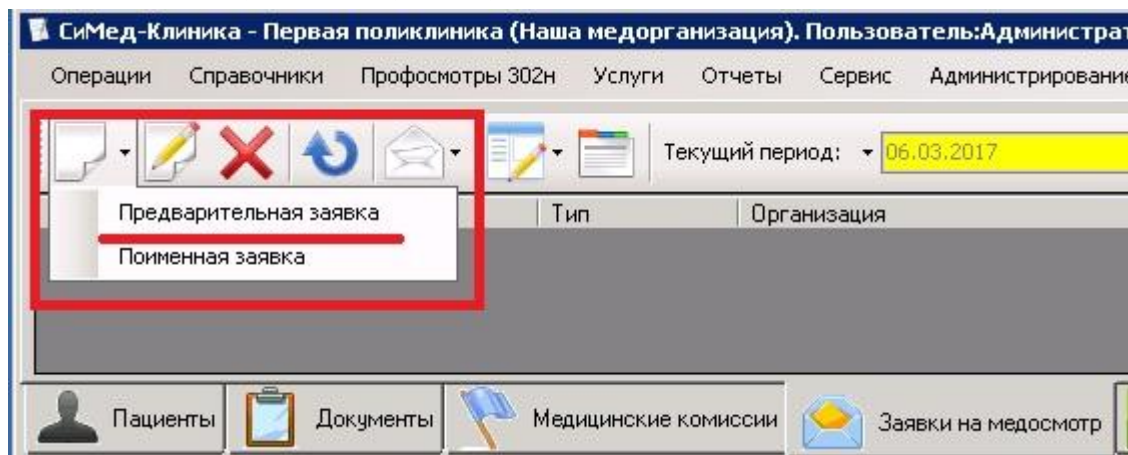 СиМед-Клиника - Первая поликлиника (Наша медорганизация). Пользователь:Администрат
Операции Справочники Профосмотры 302н Услуги Отчеты Сервис Администрирование
Текущий период: 06.03.2017
Предварительная заявка
Тип Организация
Поименная заявка
Пациенты Документы Медицинские комиссии Заявки на медосмотр